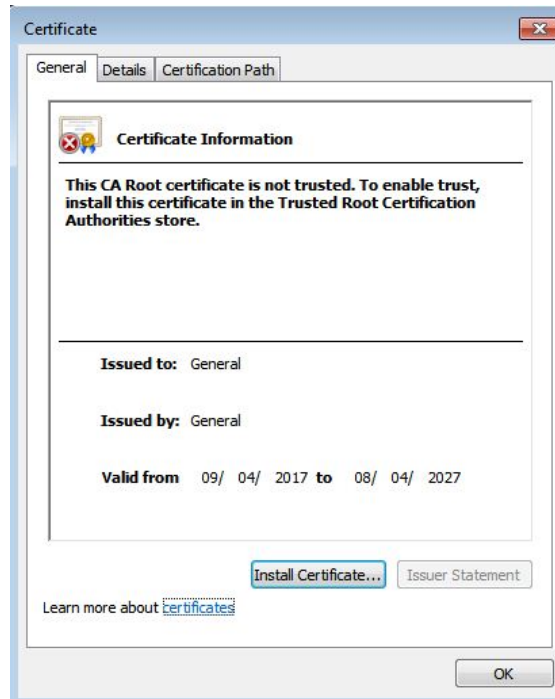 Certificate
General Details Certification Path
Certificate Information
This CA Root certificate is not trusted. To enable trust,
install this certificate in the Trusted Root Certification
Authorities store.
Issued to: General
Issued by: General
Valid from 09/ 04/ 2017 to 08/ 04/ 2027
Install Certificate... Issuer Statement
Learn more about certificates
OK